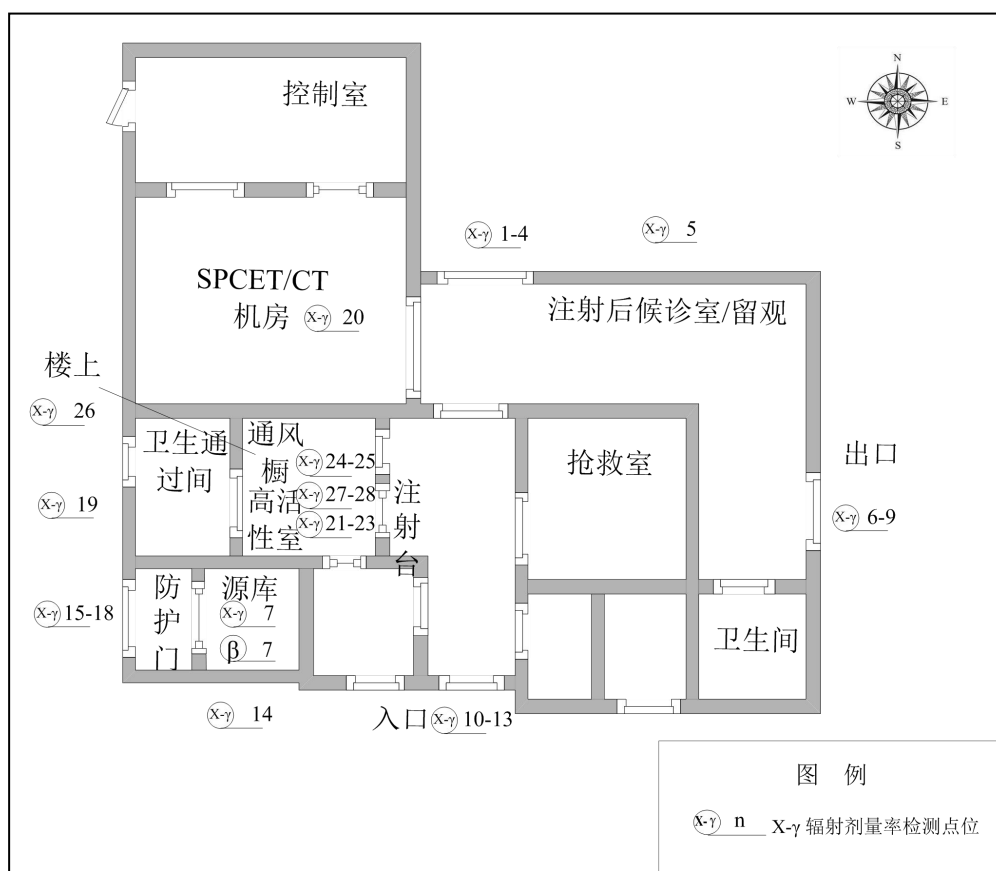 控制室
N
W
E
S
X-γ 1-4
X-γ 5
SPCET/CT
机房 X-γ 20
注射后候诊室/留观
楼上
X-γ 26
卫生通
过间
通风
橱
X-γ 24-25
高活
性室
X-γ 27-28
X-γ 21-23
注
射
台
抢救室
出口
X-γ 19
X-γ 6-9
X-γ 15-18
防
护
门
源库
X-γ 7
β 7
卫生间
X-γ 14
入口 X-γ 10-13
图 例
X-γ n X-γ 辐射剂量率检测点位